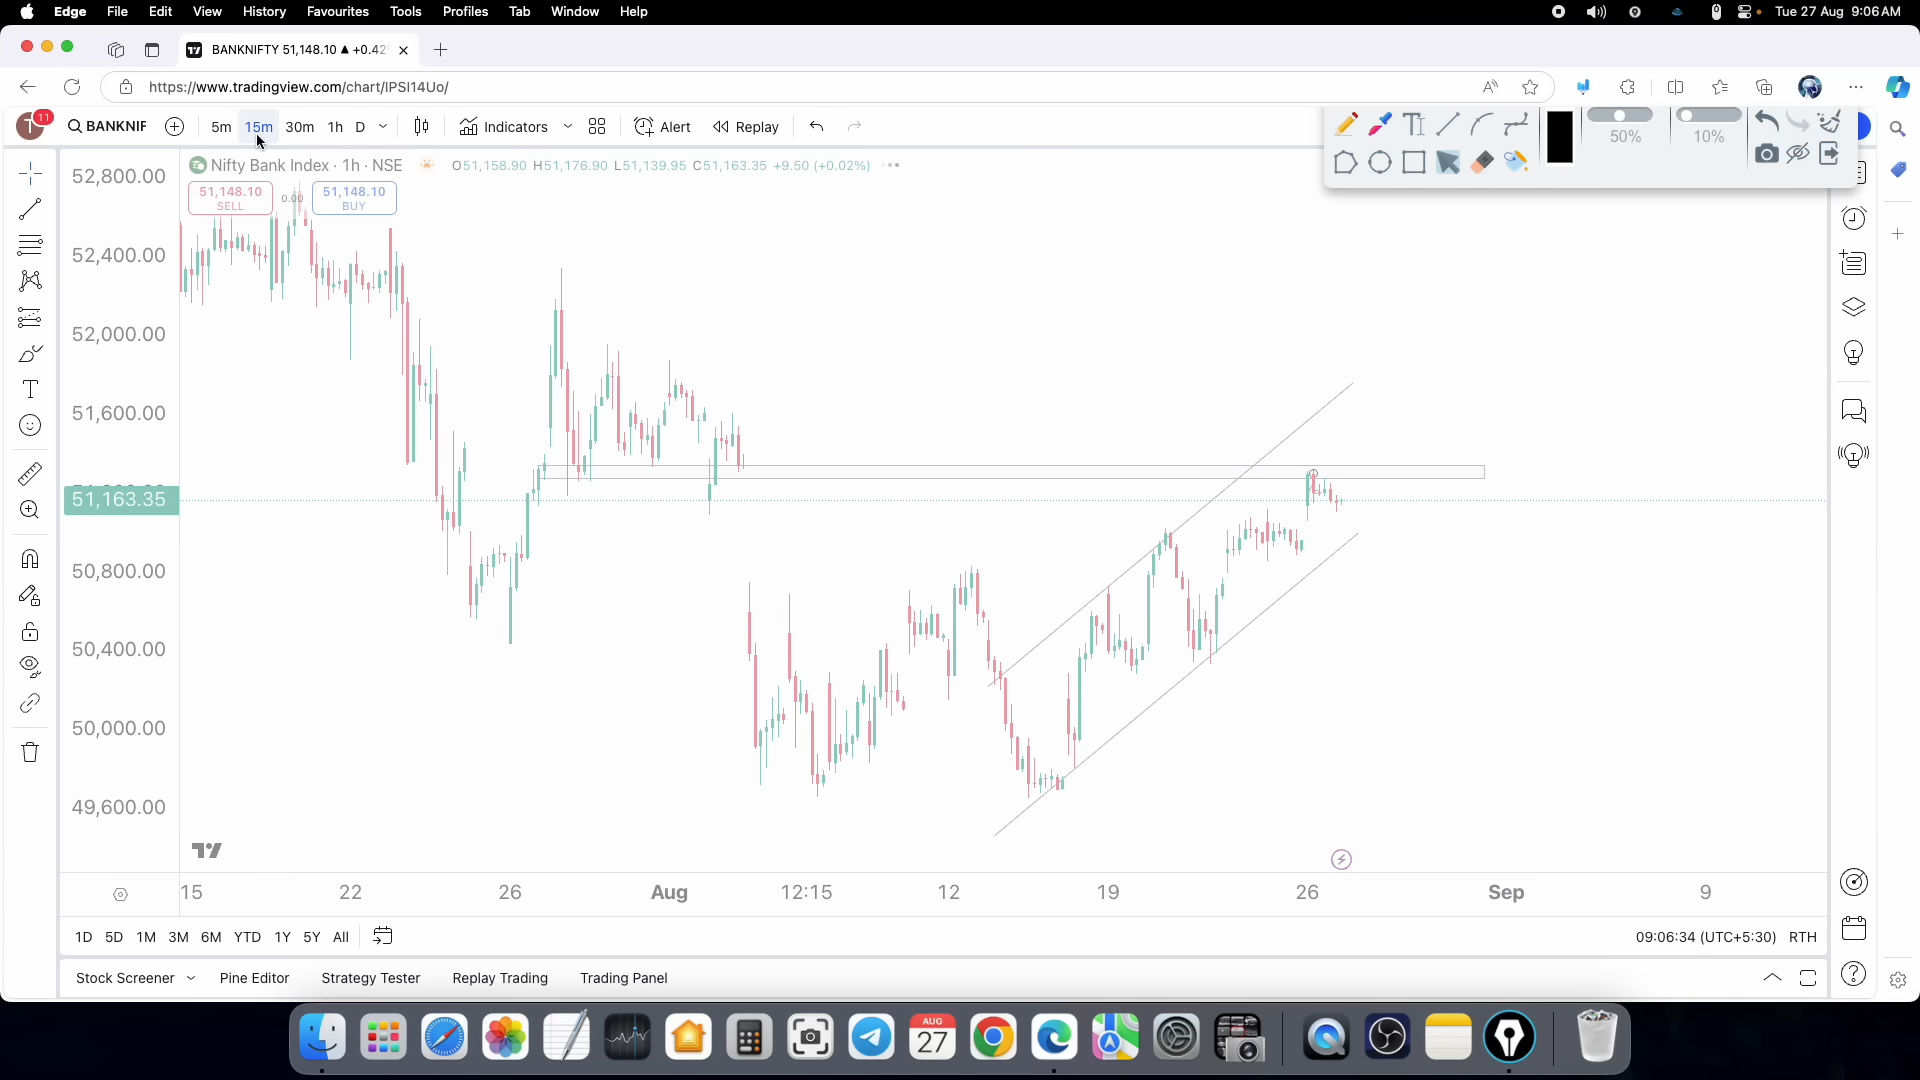 Edge File Edit View History Favourites Tools Profiles Tab Window Help Tue 27 Aug 9:06AM
BANKNIFTY 51,148.10 ▲ +0.42
https://www.tradingview.com/chart/IPSI14Uo/
T 11 BANKNIF 5m 15m 30m 1h D Indicators Alert Replay
50% 10%
Nifty Bank Index · 1h · NSE O51,158.90 H51,176.90 L51,139.95 C51,163.35 +9.50 (+0.02%)
51,148.10 SELL 0.00 51,148.10 BUY
52,800.00
52,400.00
52,000.00
51,600.00
51,163.35
50,800.00
50,400.00
50,000.00
49,600.00
15 22 26 Aug 12:15 12 19 26 Sep 9
1D 5D 1M 3M 6M YTD 1Y 5Y All 09:06:34 (UTC+5:30) RTH
Stock Screener Pine Editor Strategy Tester Replay Trading Trading Panel
AUG
27